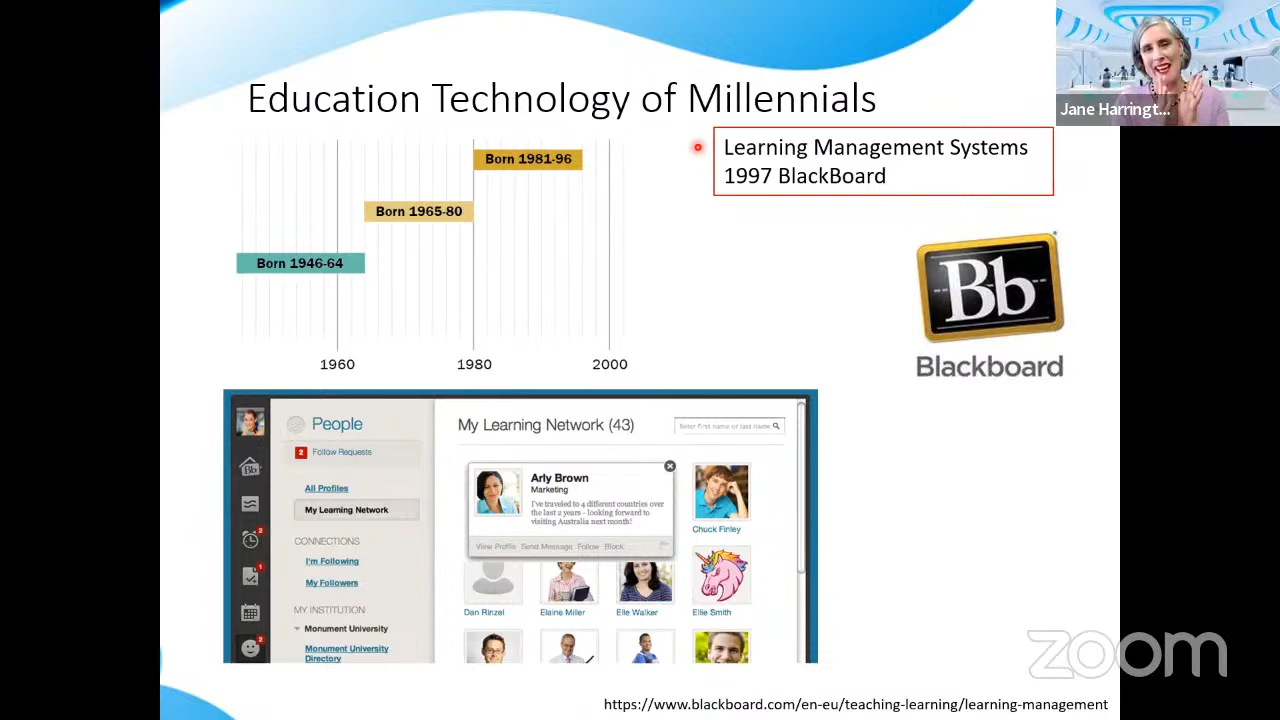 Education Technology of Millennials
Jane Harringt...
Born 1981-96
Born 1965-80
Born 1946-64
1960
1980
2000
Learning Management Systems
1997 BlackBoard
Bb
Blackboard
People
2
Follow Requests
All Profiles
My Learning Network
CONNECTIONS
I'm Following
My Followers
MY INSTITUTION
Monument University
Monument University
Directory
Bb
2
1
2
My Learning Network (43)
Enter First name or last name
Arly Brown
Marketing
I've traveled to 4 different countries over
the last 2 years - looking forward to
visiting Australia next month!
View Profile Send Message Follow Block
Chuck Finley
Dan Rinzel
Elaine Miller
Elle Walker
Ellie Smith
zoom
https://www.blackboard.com/en-eu/teaching-learning/learning-management